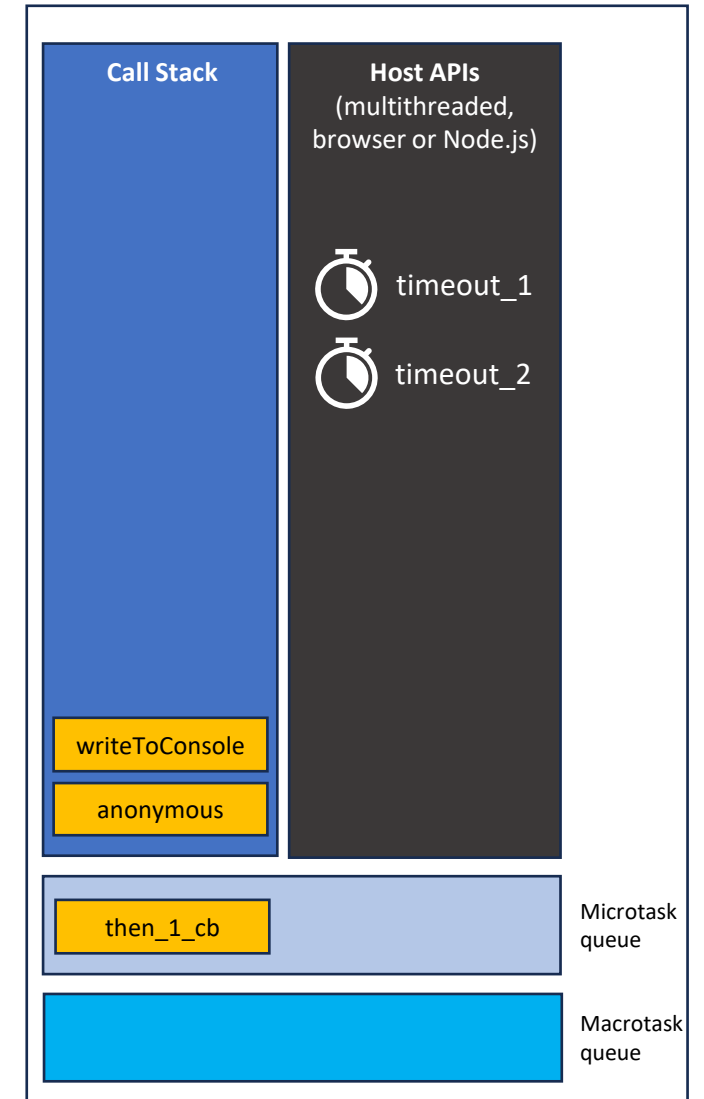 Call Stack
Host APIs
(multithreaded,
browser or Node.js)
timeout_1
timeout_2
writeToConsole
anonymous
then_1_cb
Microtask
queue
Macrotask
queue